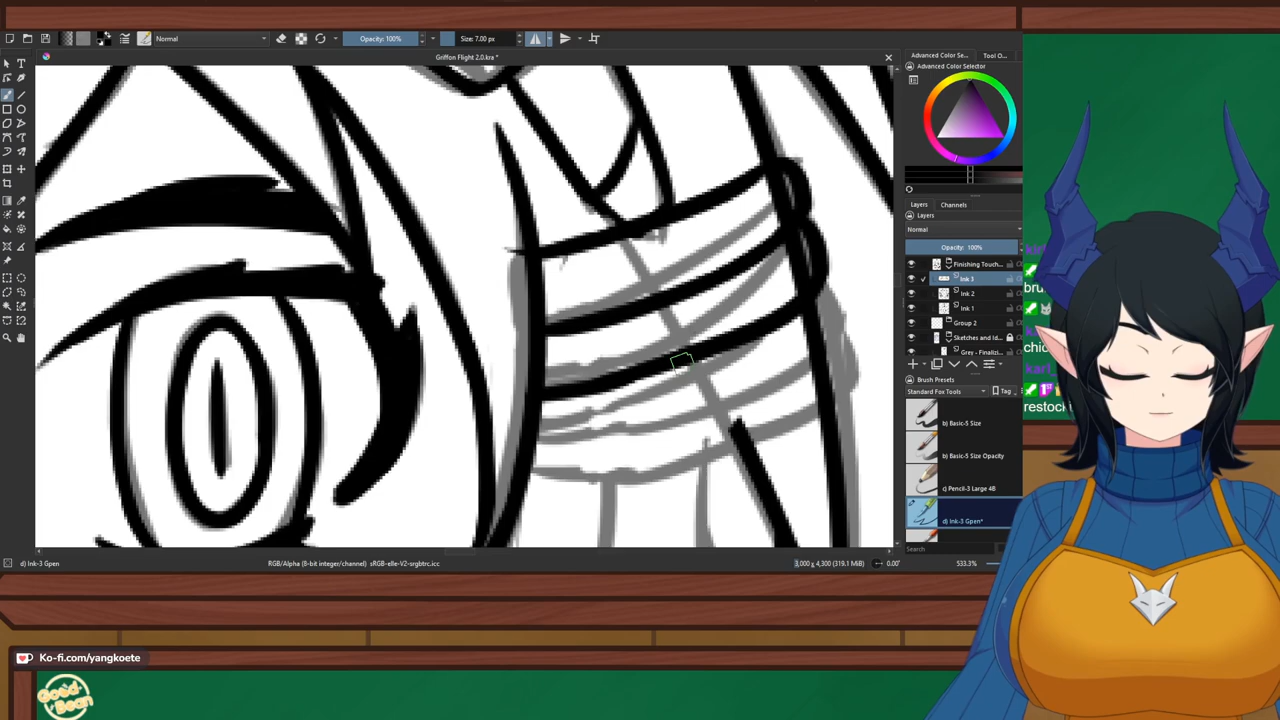 Normal
Opacity: 100%
Size: 7.00 px
Griffon Flight 2.0.kra *
Advanced Color Se...
Tool O...
Advanced Color Selector
Layers
Channels
Layers
Normal
Opacity: 100%
Finishing Touch...
Ink 3
Ink 2
Ink 1
Group 2
Sketches and Id...
Grey - Finalizi...
Brush Presets
Standard Fox Tools
Tag
b) Basic-5 Size
b) Basic-5 Size Opacity
c) Pencil-3 Large 4B
d) Ink-3 Gpen*
Search
d) Ink-3 Gpen
RGB/Alpha (8-bit integer/channel) sRGB-elle-V2-srgbtrc.icc
3,000 x 4,300 (319.1 MiB)
0.00°
533.3%
restock
Ko-fi.com/yangkoete
Good
Bean